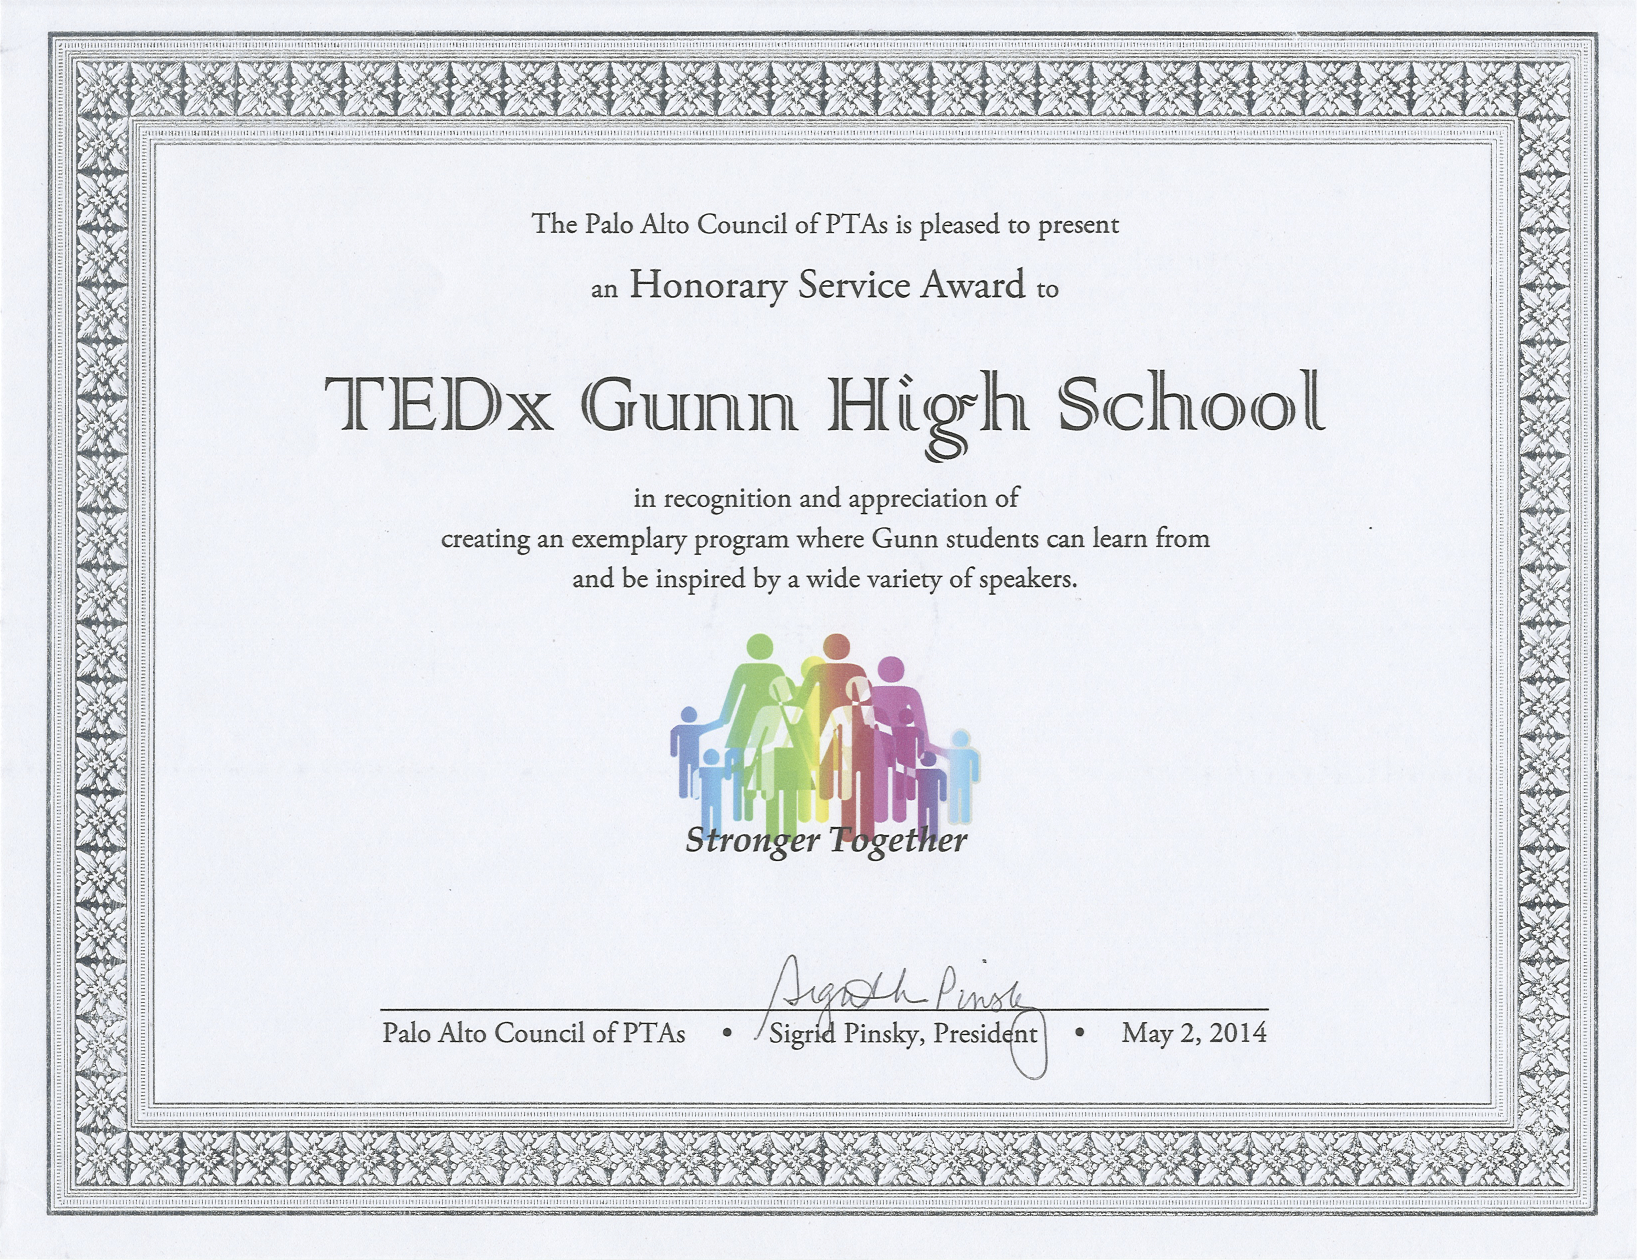 The Palo Alto Council of PTAs is pleased to present
an Honorary Service Award to
TEDx Gunn High School
in recognition and appreciation of
creating an exemplary program where Gunn students can learn from
and be inspired by a wide variety of speakers.
Stronger Together
Sigrid Pinsky
Palo Alto Council of PTAs • Sigrid Pinsky, President • May 2, 2014